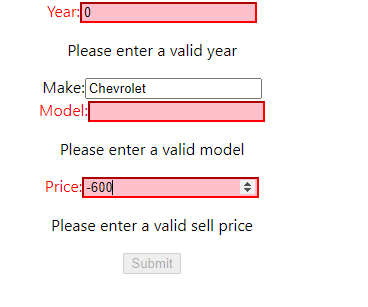 Year: 0
Please enter a valid year
Make: Chevrolet
Model:
Please enter a valid model
Price: -600
Please enter a valid sell price
Submit